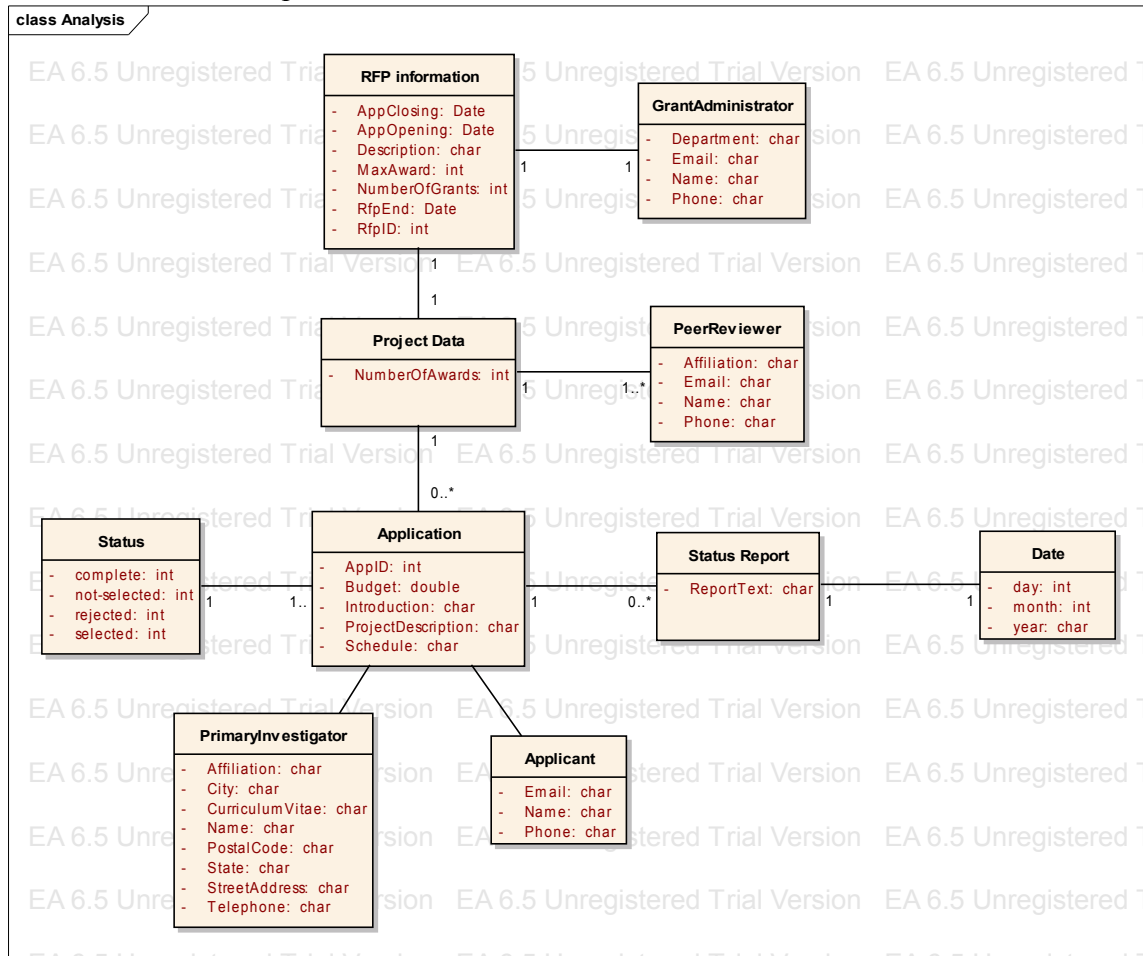 class Analysis
RFP information
- AppClosing: Date
- AppOpening: Date
- Description: char
- MaxAward: int
- NumberOfGrants: int
- RfpEnd: Date
- RfpID: int
GrantAdministrator
- Department: char
- Email: char
- Name: char
- Phone: char
1
1
1
1
Project Data
- NumberOfAwards: int
PeerReviewer
- Affiliation: char
- Email: char
- Name: char
- Phone: char
1
1..*
1
0..*
Status
- complete: int
- not-selected: int
- rejected: int
- selected: int
1
1..
Application
- AppID: int
- Budget: double
- Introduction: char
- ProjectDescription: char
- Schedule: char
1
0..*
Status Report
- ReportText: char
1
1
Date
- day: int
- month: int
- year: char
PrimaryInvestigator
- Affiliation: char
- City: char
- CurriculumVitae: char
- Name: char
- PostalCode: char
- State: char
- StreetAddress: char
- Telephone: char
Applicant
- Email: char
- Name: char
- Phone: char
EA 6.5 Unregistered Trial Version